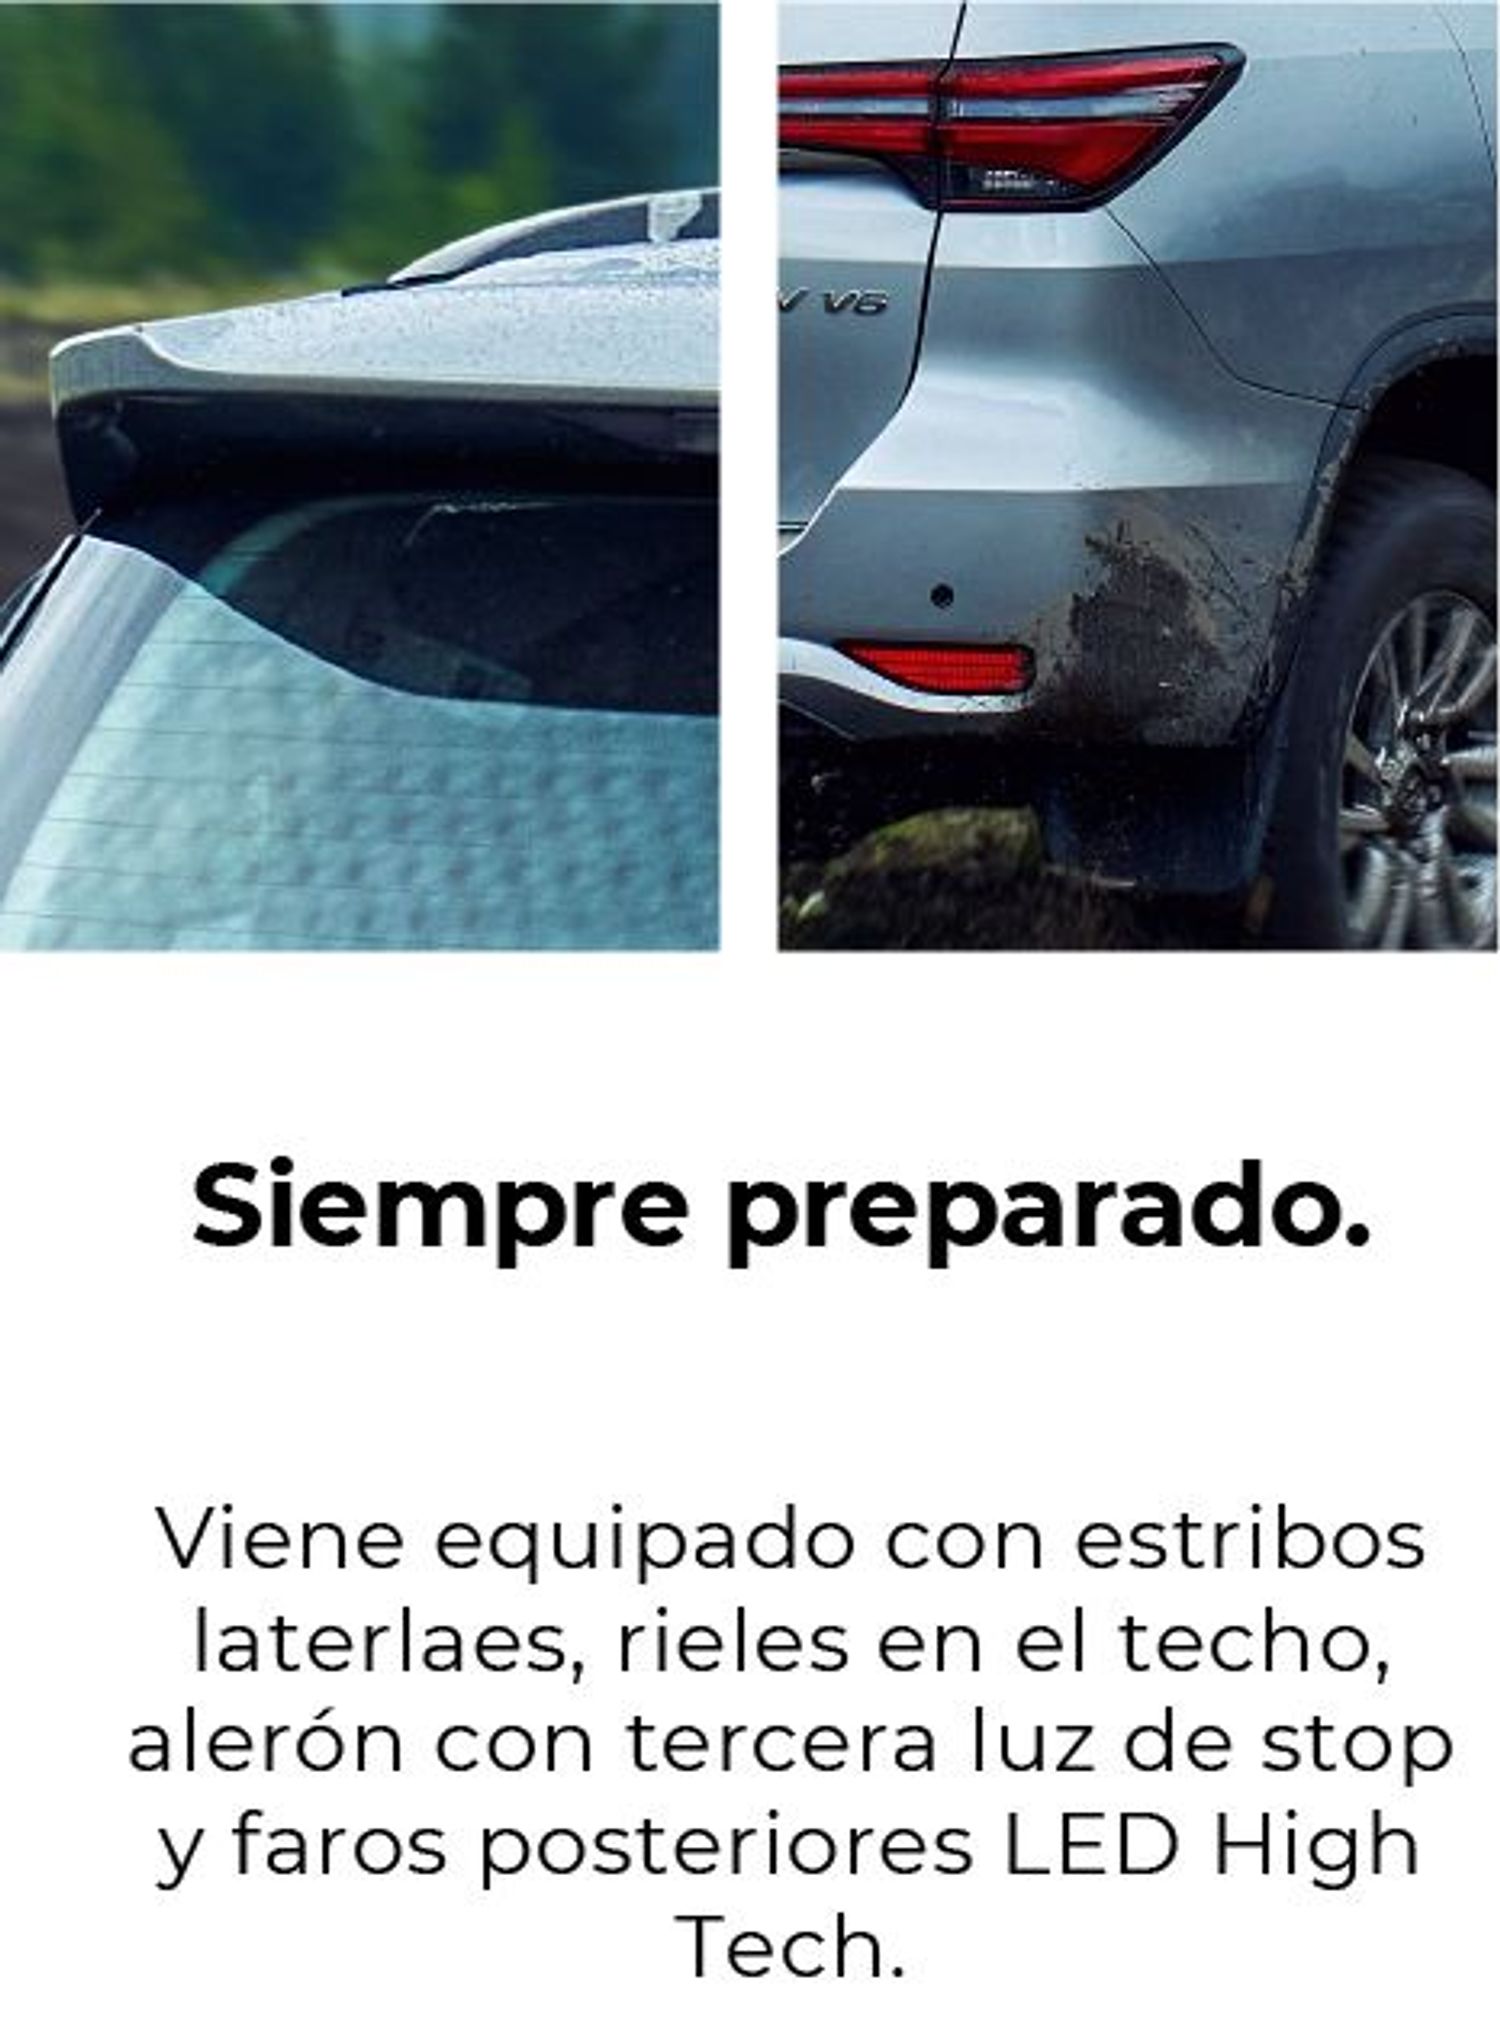 V6
Siempre preparado.
Viene equipado con estribos
laterlaes, rieles en el techo,
alerón con tercera luz de stop
y faros posteriores LED High
Tech.